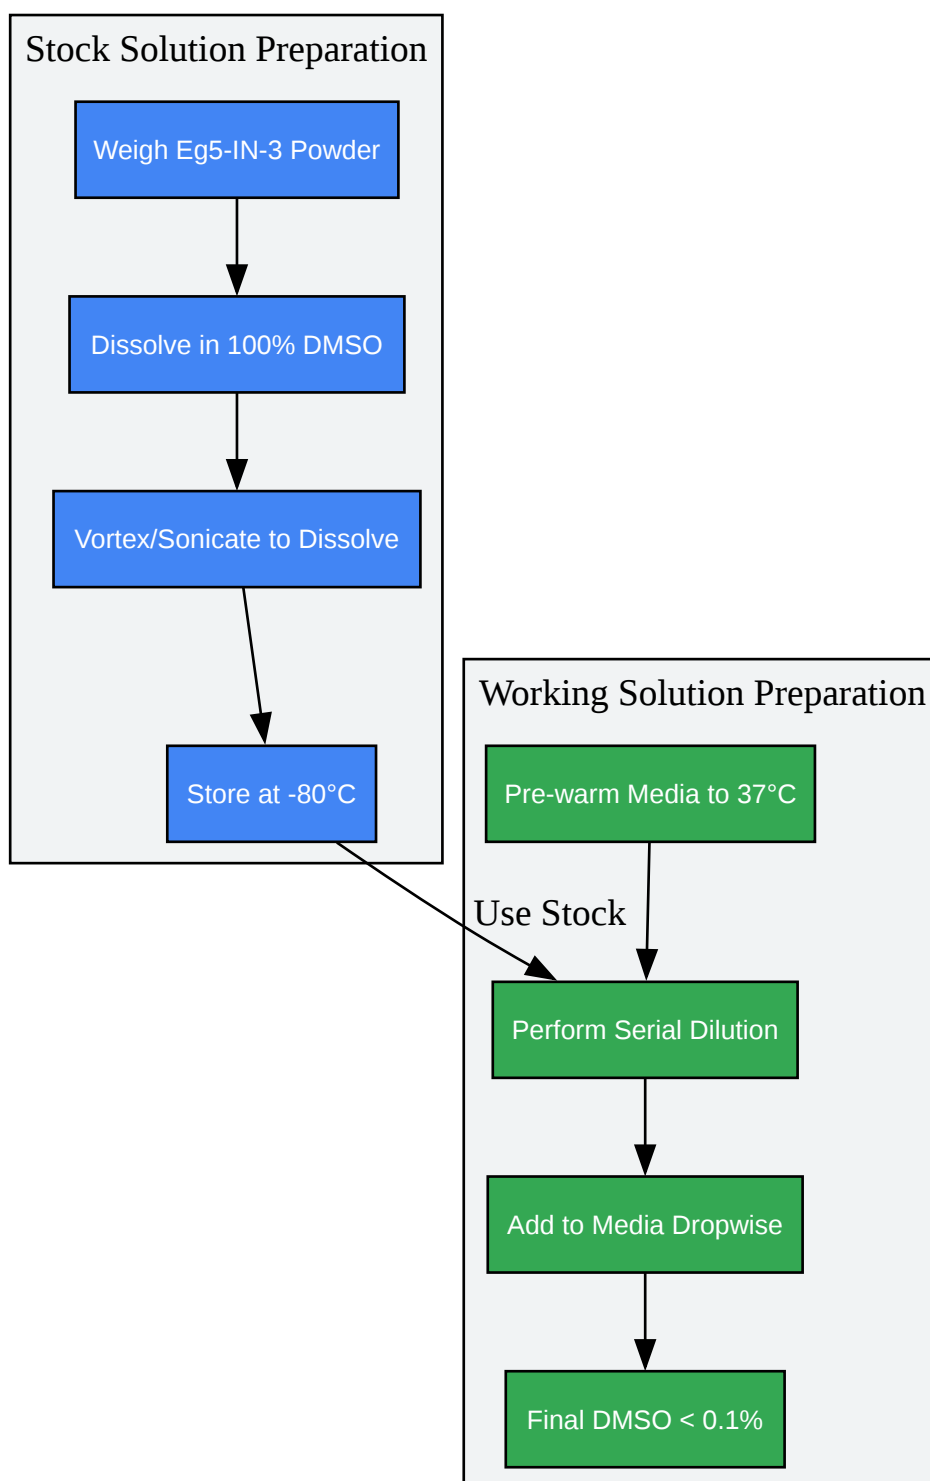 Stock Solution Preparation
Weigh Eg5-IN-3 Powder
Dissolve in 100% DMSO
Vortex/Sonicate to Dissolve
Store at -80°C
Working Solution Preparation
Pre-warm Media to 37°C
Use Stock
Perform Serial Dilution
Add to Media Dropwise
Final DMSO < 0.1%